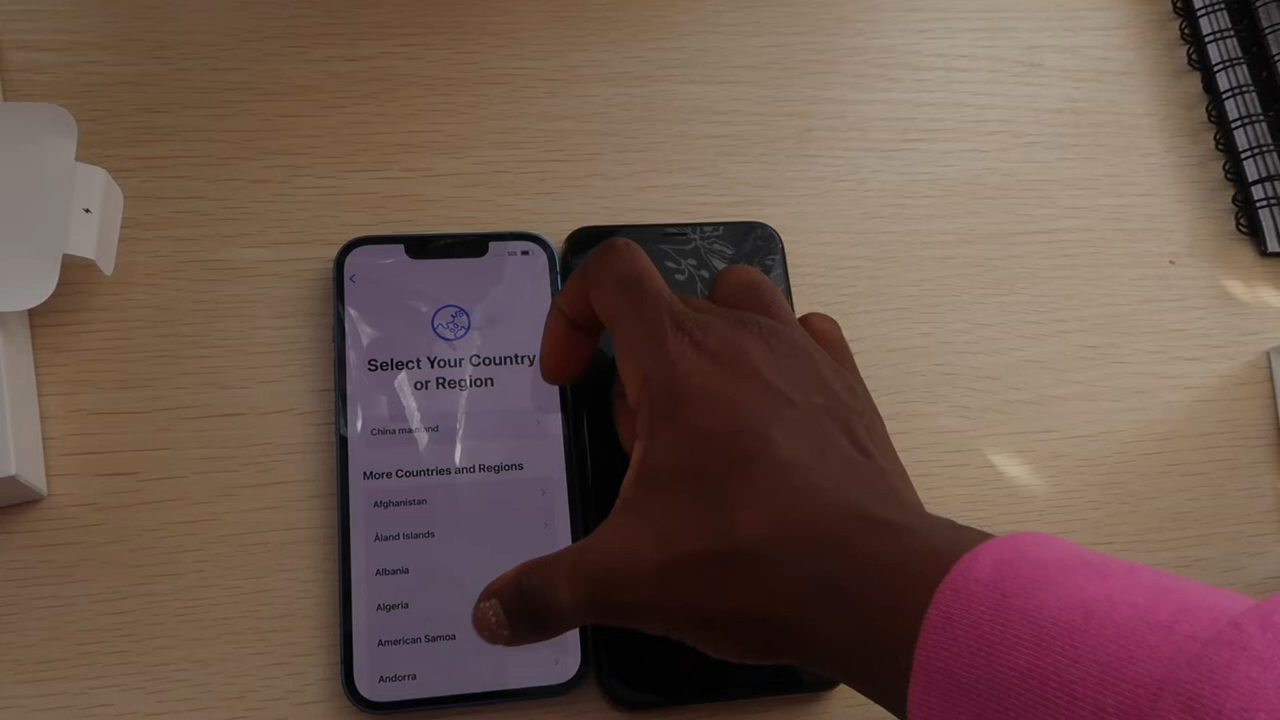 Select Your Country
or Region
China mainland
More Countries and Regions
Afghanistan
Åland Islands
Albania
Algeria
American Samoa
Andorra